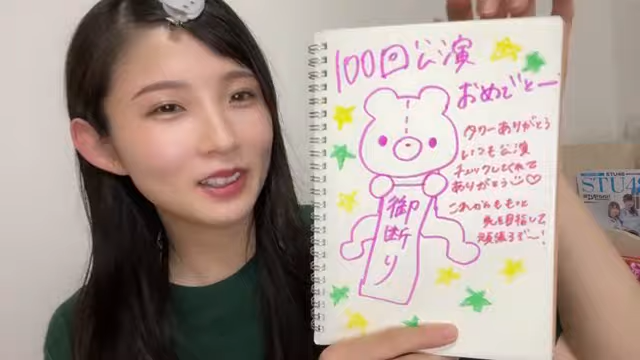 100回公演
おめでとー
タワーありがとう
いつも公演
チェックしてくれて
ありがとう
これからももっと
先を目指して
頑張るぞ〜!
御断り
STU48
STU4